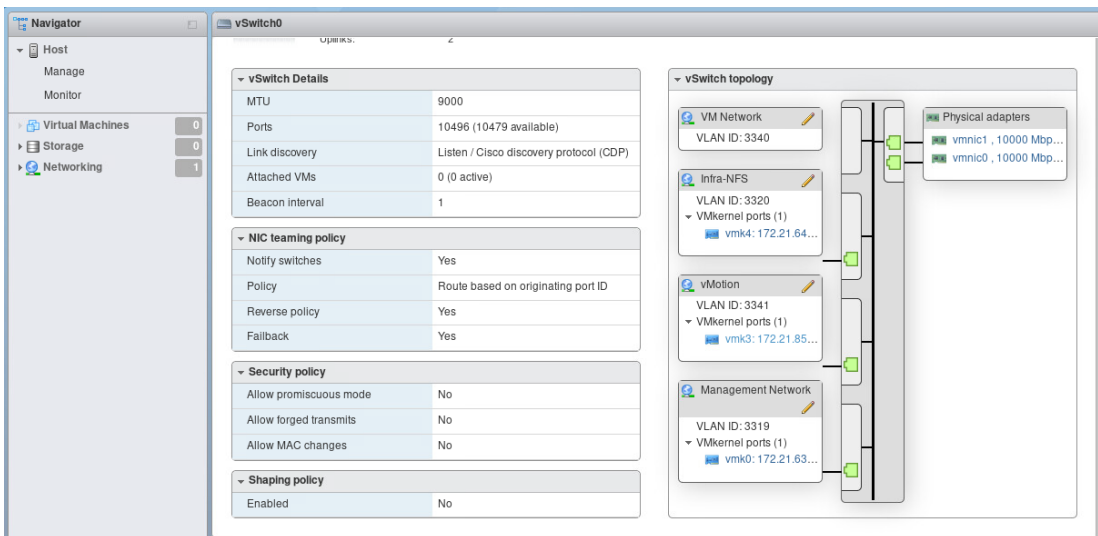 Navigator
Host
Manage
Monitor
Virtual Machines 0
Storage 0
Networking 1
vSwitch0
Uplinks: 2
vSwitch Details
MTU 9000
Ports 10496 (10479 available)
Link discovery Listen / Cisco discovery protocol (CDP)
Attached VMs 0 (0 active)
Beacon interval 1
NIC teaming policy
Notify switches Yes
Policy Route based on originating port ID
Reverse policy Yes
Failback Yes
Security policy
Allow promiscuous mode No
Allow forged transmits No
Allow MAC changes No
Shaping policy
Enabled No
vSwitch topology
VM Network
VLAN ID: 3340
Infra-NFS
VLAN ID: 3320
VMkernel ports (1)
vmk4: 172.21.64...
vMotion
VLAN ID: 3341
VMkernel ports (1)
vmk3: 172.21.85...
Management Network
VLAN ID: 3319
VMkernel ports (1)
vmk0: 172.21.63...
Physical adapters
vmnic1 , 10000 Mbp...
vmnic0 , 10000 Mbp...